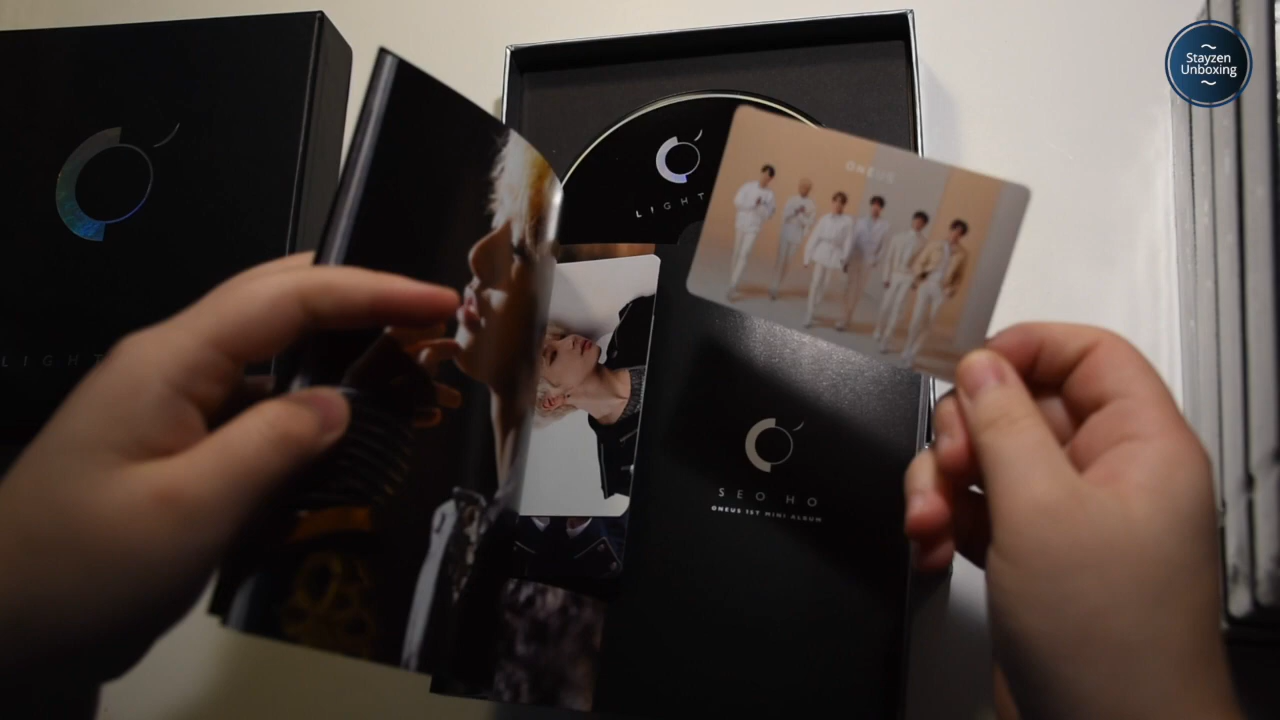 ~
Stayzen
Unboxing
~
ONEUS
LIGHT
LIGHT
SEO HO
ONEUS 1ST MINI ALBUM